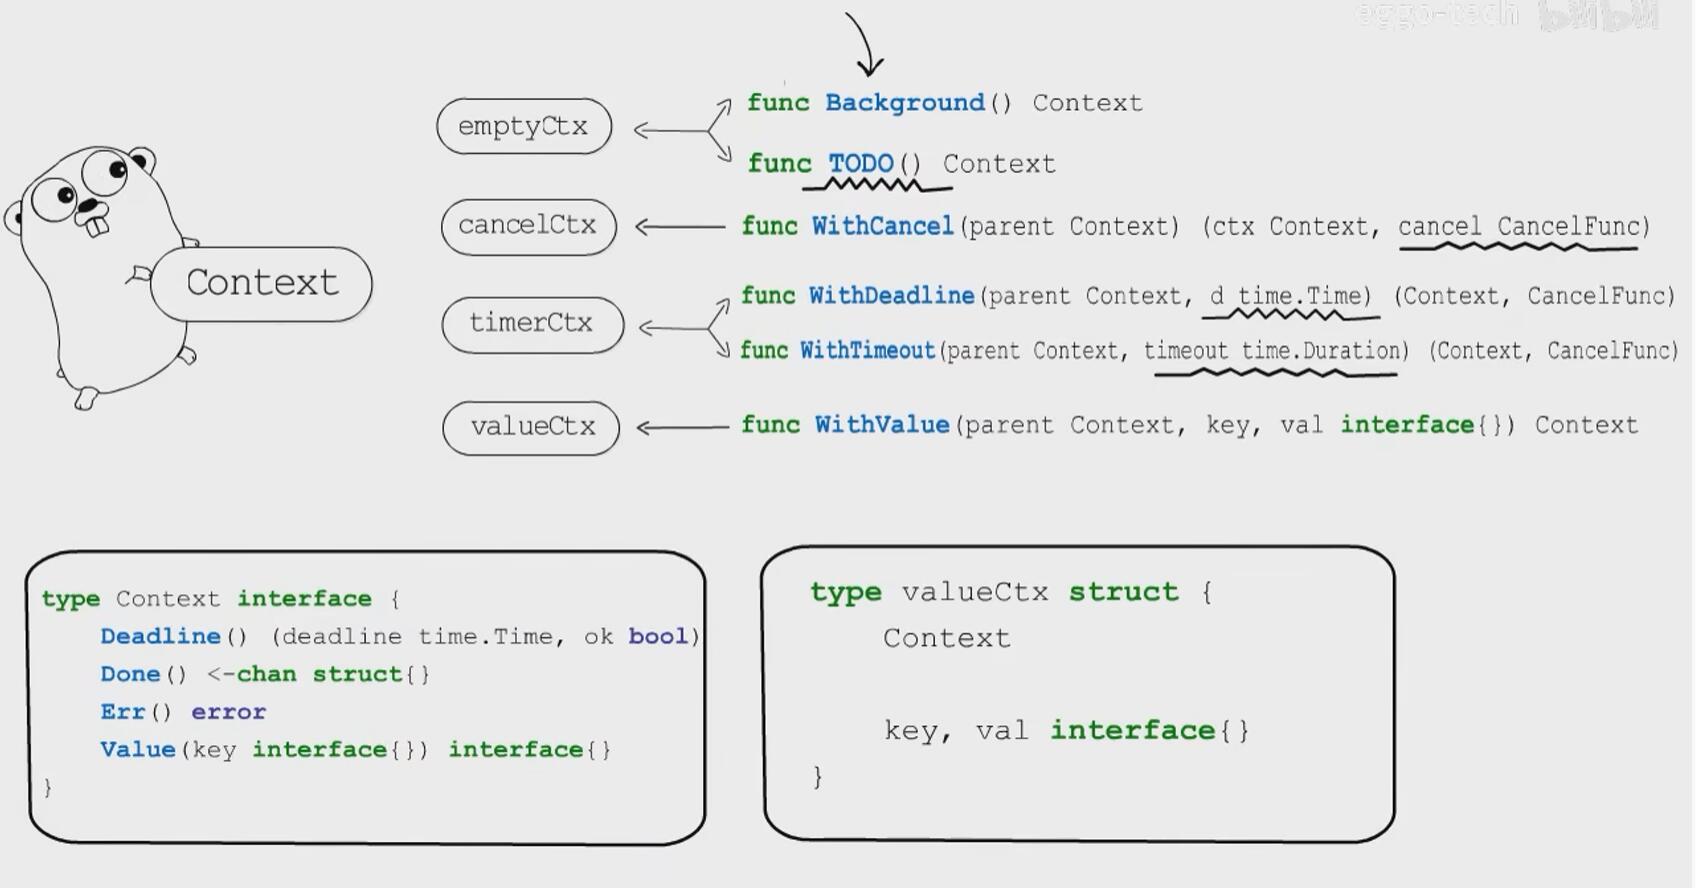 eggo-tech bilibili
emptyCtx
func Background() Context
func TODO() Context
cancelCtx
func WithCancel(parent Context) (ctx Context, cancel CancelFunc)
Context
timerCtx
func WithDeadline(parent Context, d time.Time) (Context, CancelFunc)
func WithTimeout(parent Context, timeout time.Duration) (Context, CancelFunc)
valueCtx
func WithValue(parent Context, key, val interface{}) Context
type Context interface {
Deadline() (deadline time.Time, ok bool)
Done() <-chan struct{}
Err() error
Value(key interface{}) interface{}
}
type valueCtx struct {
Context
key, val interface{}
}